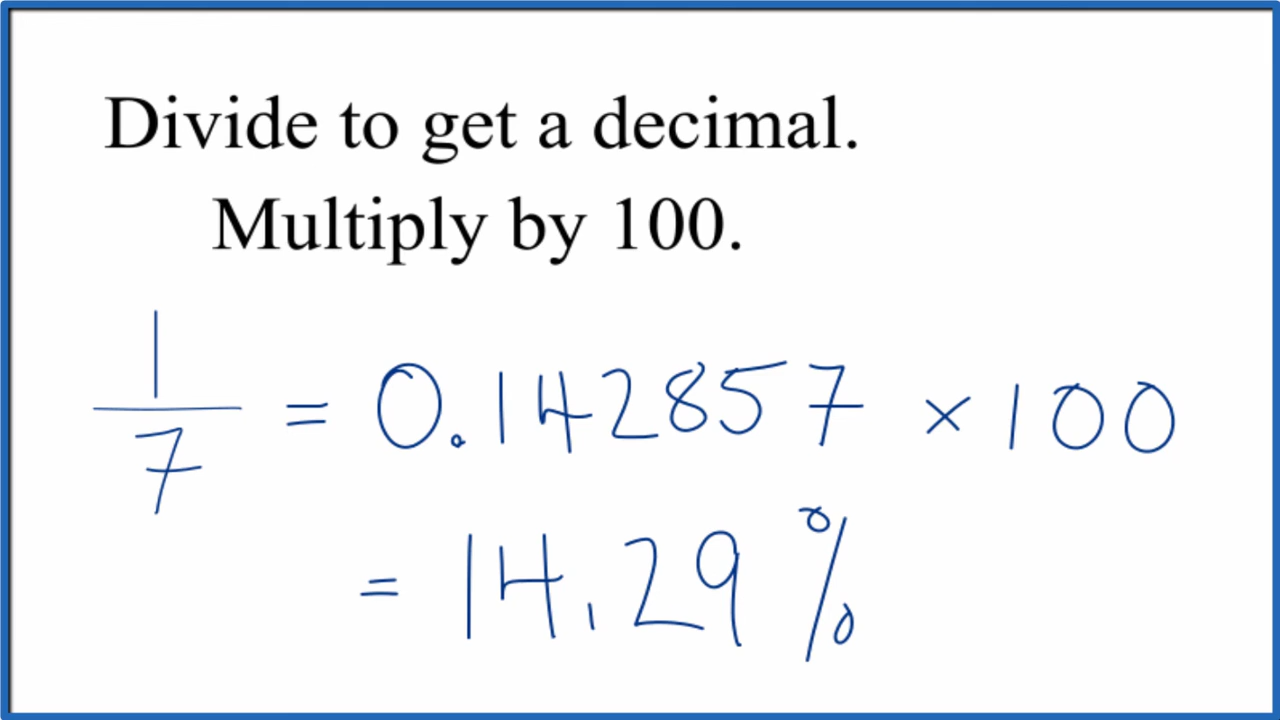 Divide to get a decimal.
Multiply by 100.
1/7 = 0.142857 × 100
= 14.29 %